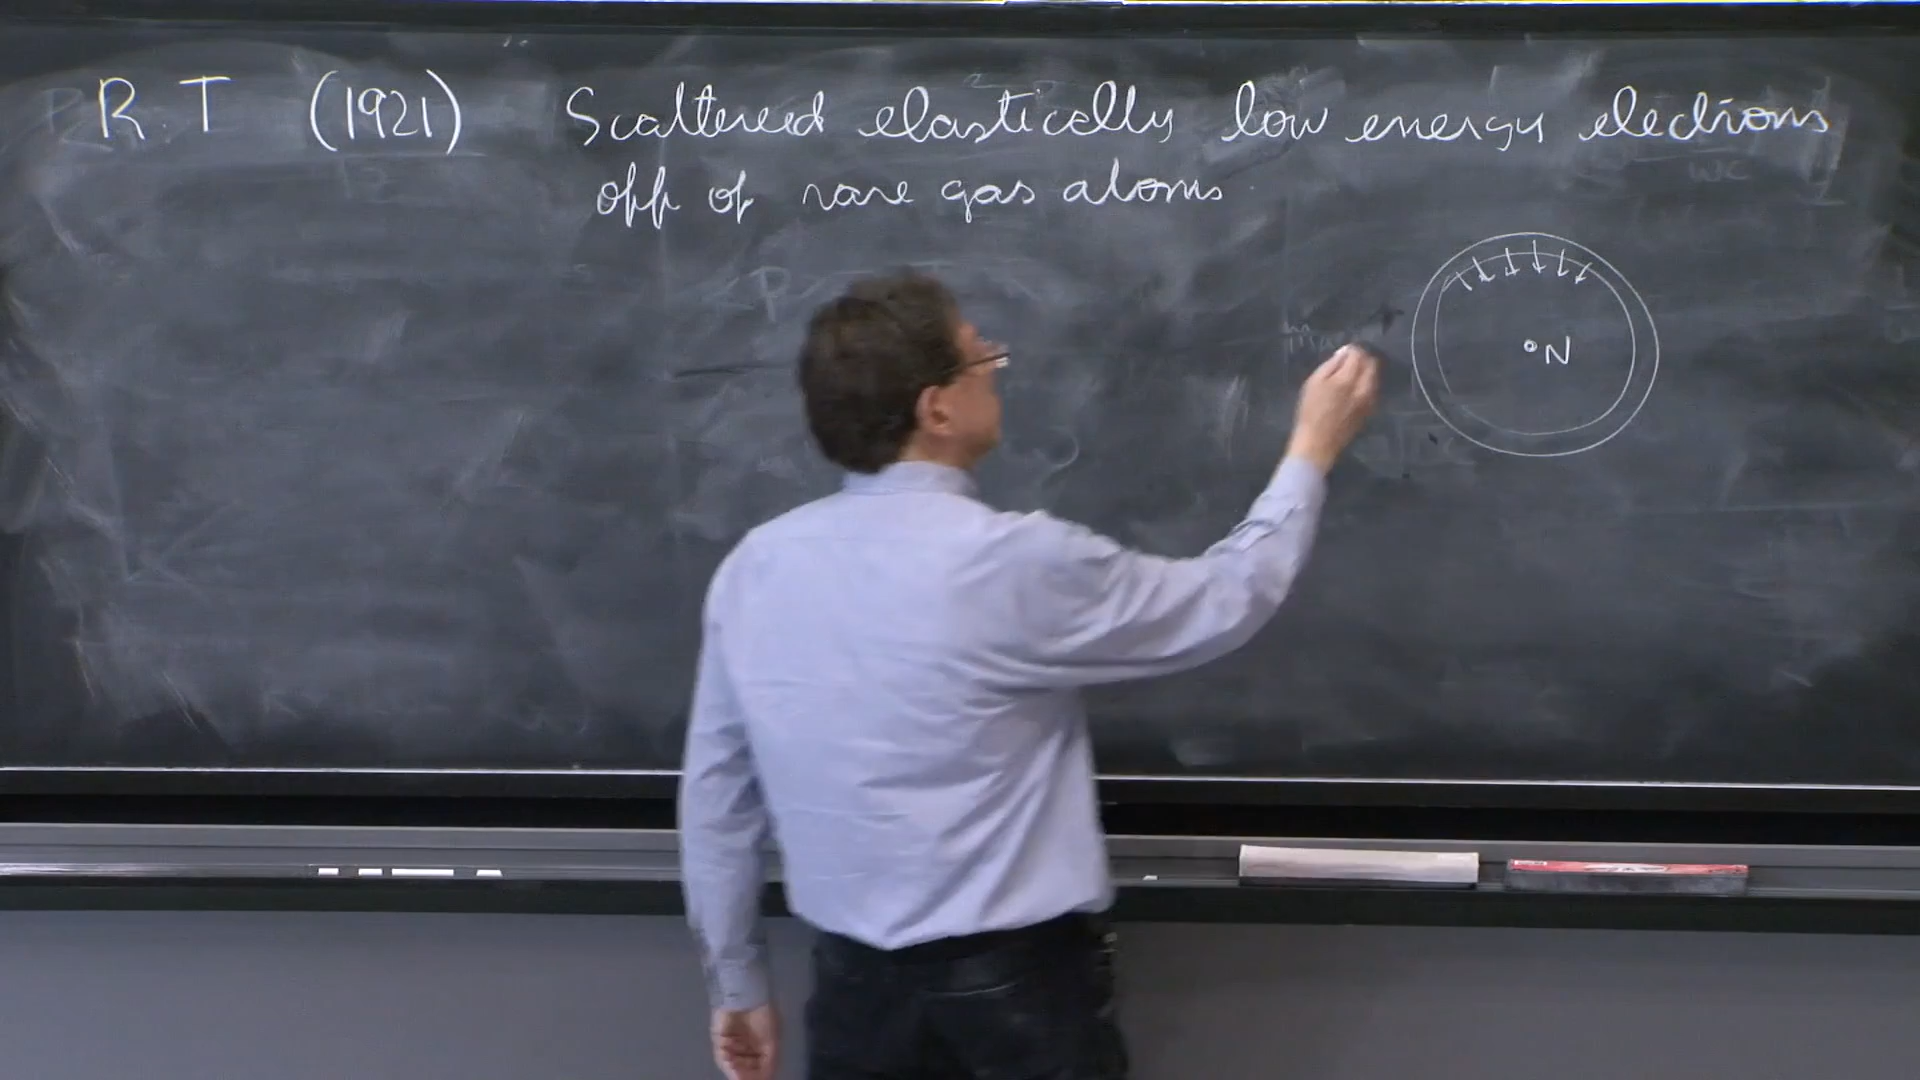 R.T (1921) Scattered elastically low energy electrons
off of rare gas atoms
N